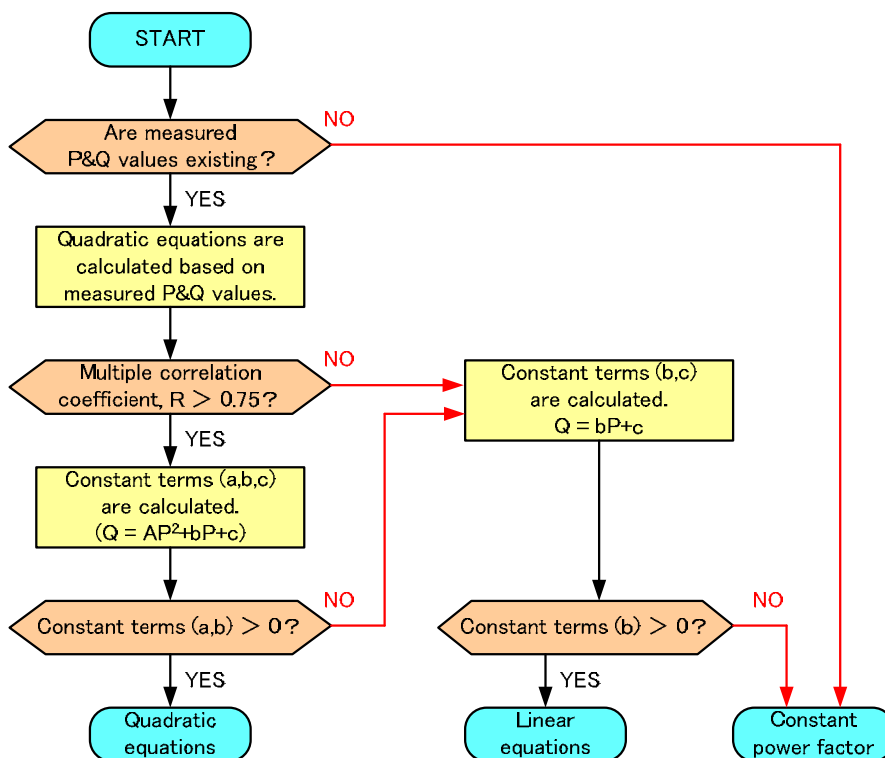 START
Are measured
P&Q values existing?
NO
YES
Quadratic equations are
calculated based on
measured P&Q values.
Multiple correlation
coefficient, R > 0.75?
NO
YES
Constant terms (a,b,c)
are calculated.
(Q = AP²+bP+c)
Constant terms (a,b) > 0?
NO
YES
Quadratic
equations
Constant terms (b,c)
are calculated.
Q = bP+c
Constant terms (b) > 0?
NO
YES
Linear
equations
Constant
power factor